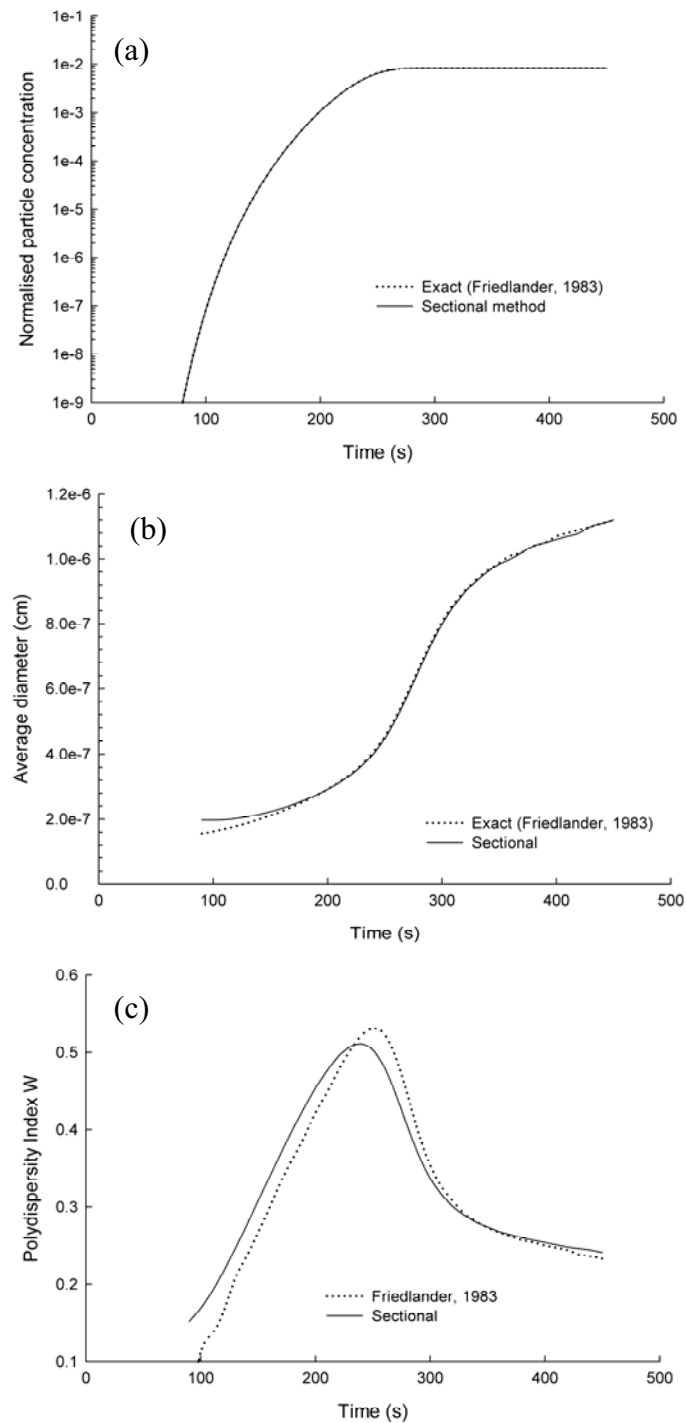 (a)
Normalised particle concentration
1e-1
1e-2
1e-3
1e-4
1e-5
1e-6
1e-7
1e-8
1e-9
Exact (Friedlander, 1983)
Sectional method
0 100 200 300 400 500
Time (s)
(b)
Average diameter (cm)
1.2e-6
1.0e-6
8.0e-7
6.0e-7
4.0e-7
2.0e-7
0.0
Exact (Friedlander, 1983)
Sectional
0 100 200 300 400 500
Time (s)
(c)
Polydispersity Index W
0.6
0.5
0.4
0.3
0.2
0.1
Friedlander, 1983
Sectional
0 100 200 300 400 500
Time (s)